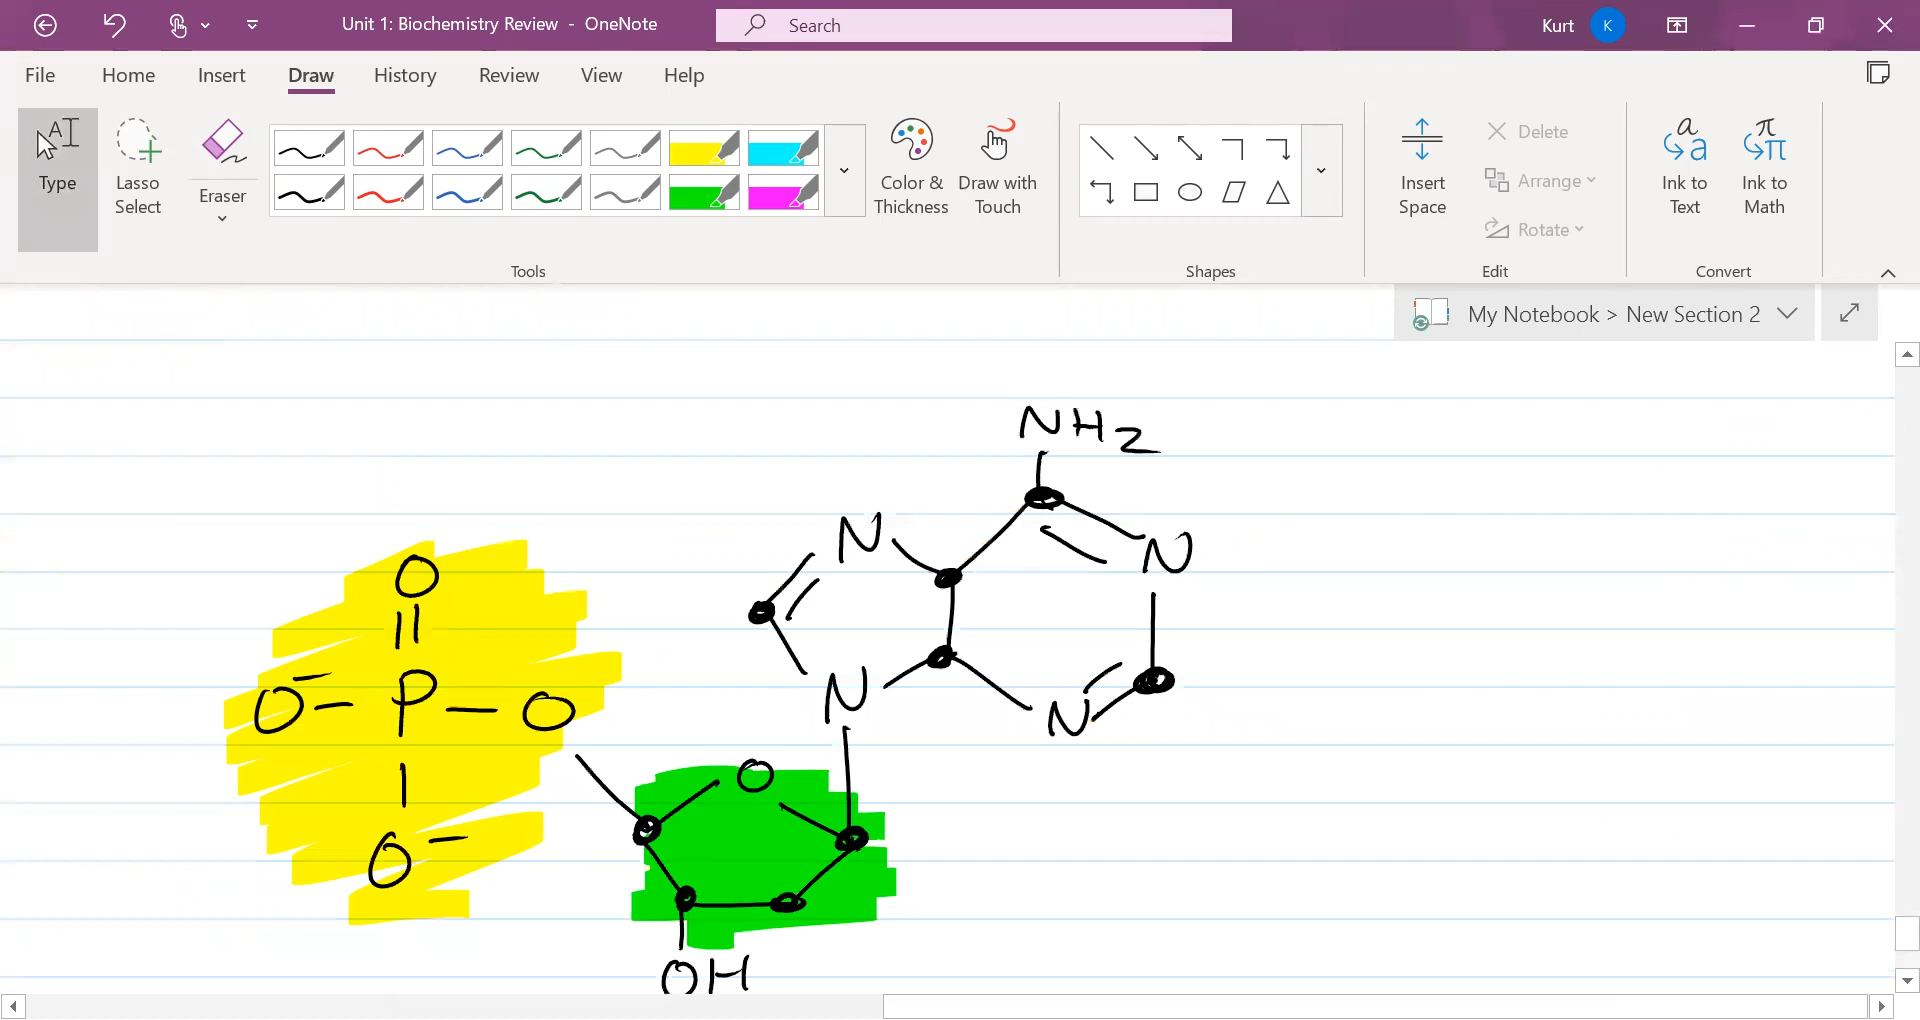 Unit 1: Biochemistry Review - OneNote
Search
Kurt
K
File Home Insert Draw History Review View Help
Type
Lasso Select
Eraser
Color & Thickness
Draw with Touch
Insert Space
Delete
Arrange
Rotate
Ink to Text
Ink to Math
Tools
Shapes
Edit
Convert
My Notebook > New Section 2
NH2
N
N
O
O⁻ – P – O
N
N
O
O⁻
OH